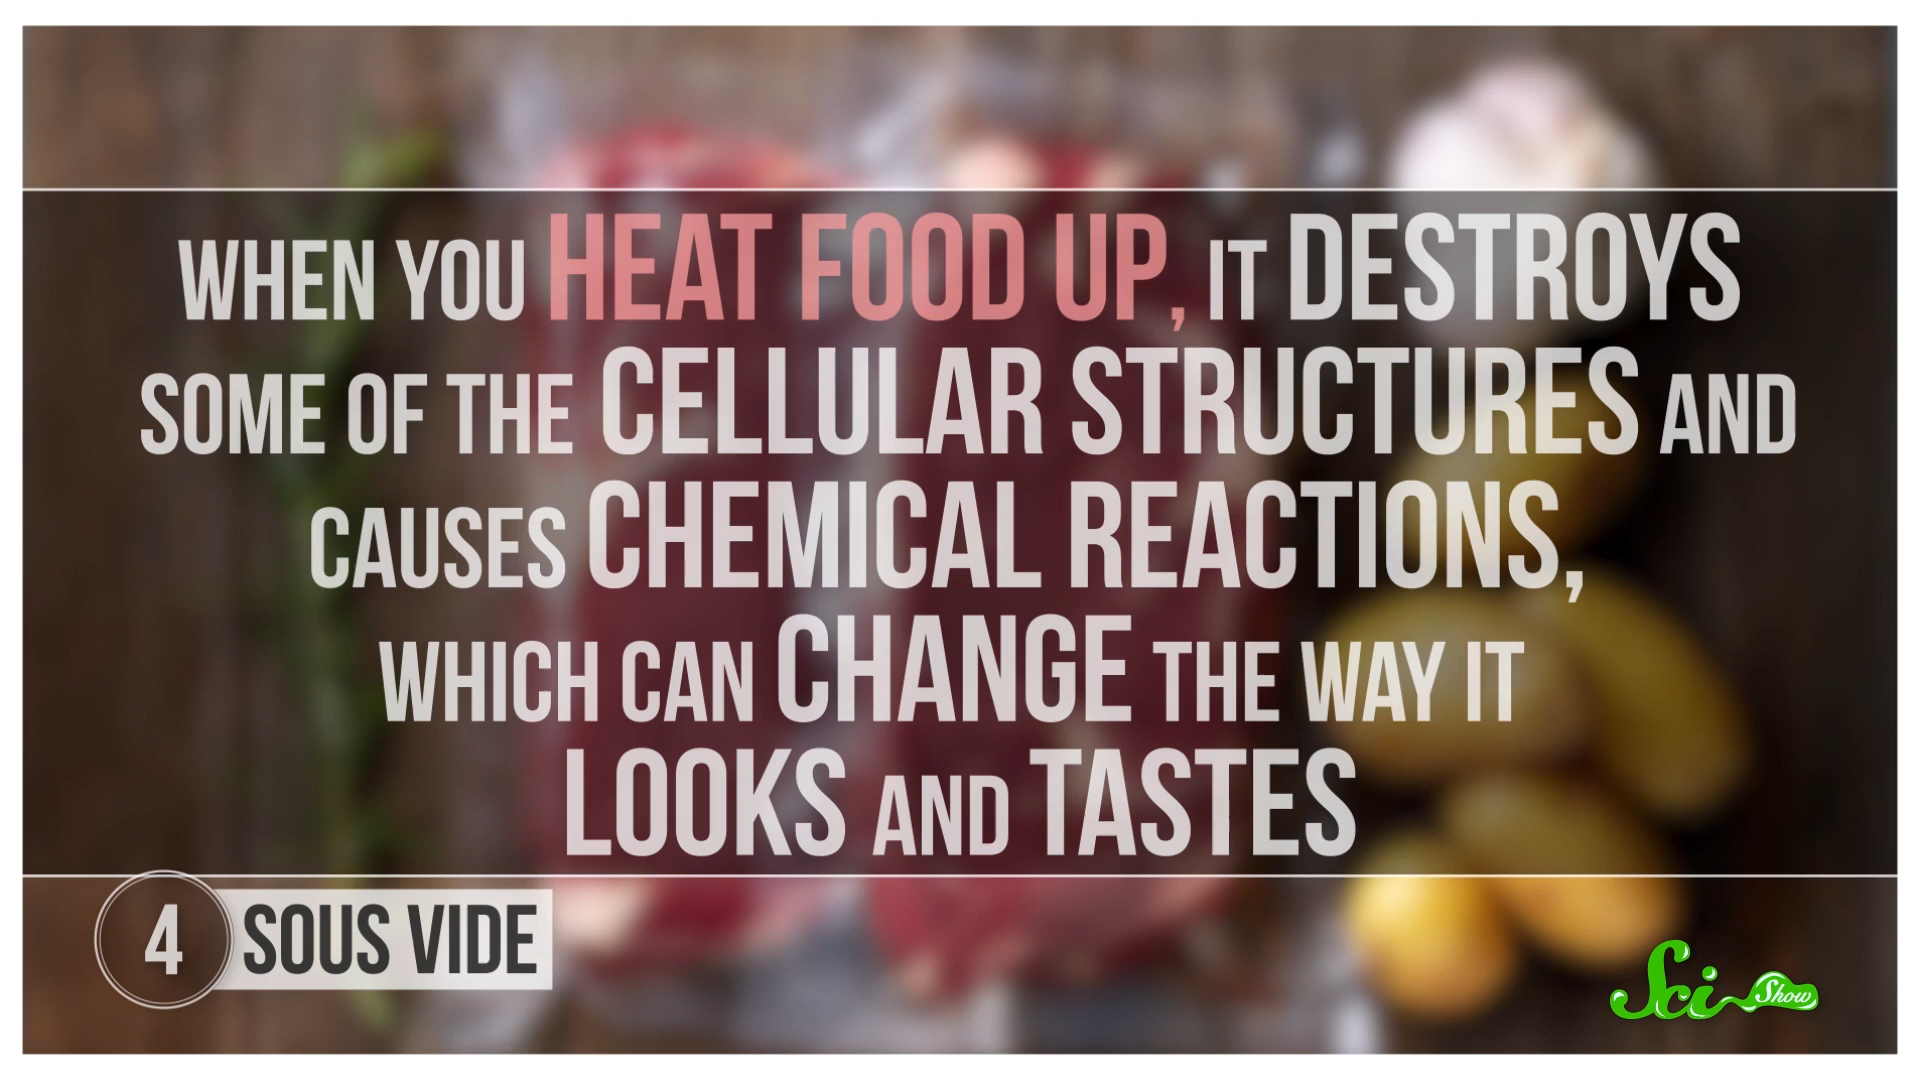 WHEN YOU HEAT FOOD UP, IT DESTROYS
SOME OF THE CELLULAR STRUCTURES AND
CAUSES CHEMICAL REACTIONS,
WHICH CAN CHANGE THE WAY IT
LOOKS AND TASTES
4 SOUS VIDE
Sci Show